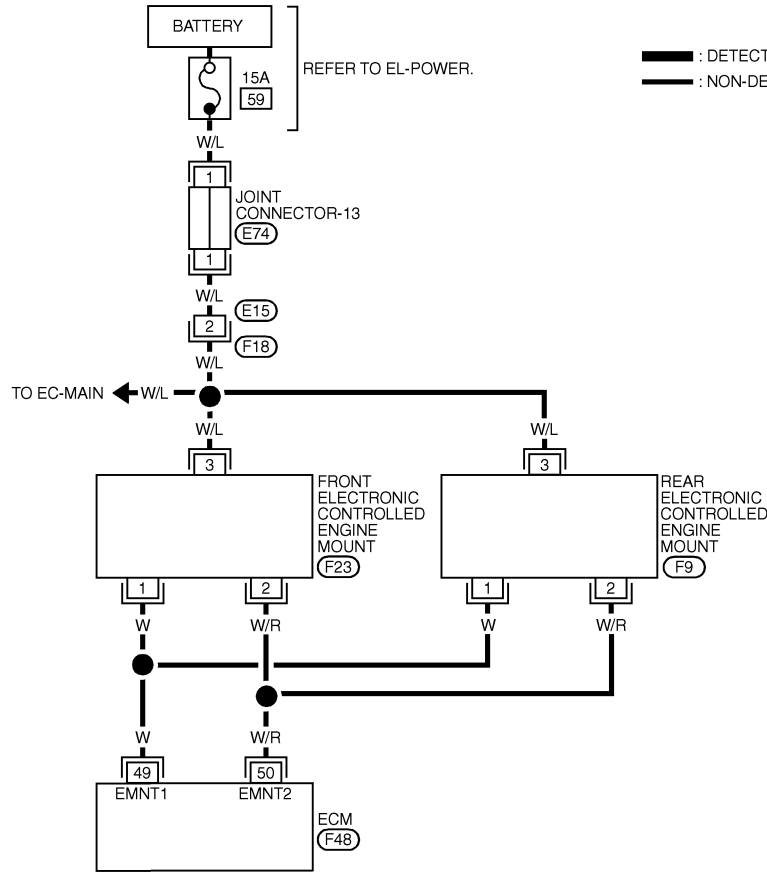 BATTERY
15A
59
REFER TO EL-POWER.
: DETECT
: NON-DE
W/L
1
JOINT
CONNECTOR-13
E74
1
W/L
E15
2
F18
W/L
TO EC-MAIN
W/L
W/L
W/L
3
3
FRONT
ELECTRONIC
CONTROLLED
ENGINE
MOUNT
F23
REAR
ELECTRONIC
CONTROLLED
ENGINE
MOUNT
F9
1
2
1
2
W
W/R
W
W/R
W
W/R
49
50
EMNT1
EMNT2
ECM
F48